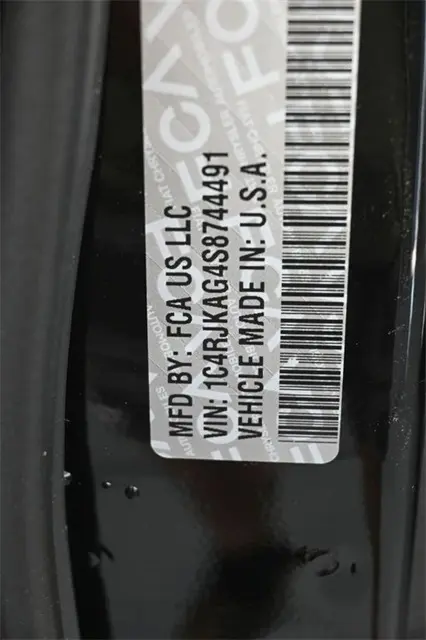 MFD BY: FCA US LLC
VIN: 1C4RJKAG4S8744491
VEHICLE MADE IN: U.S.A.